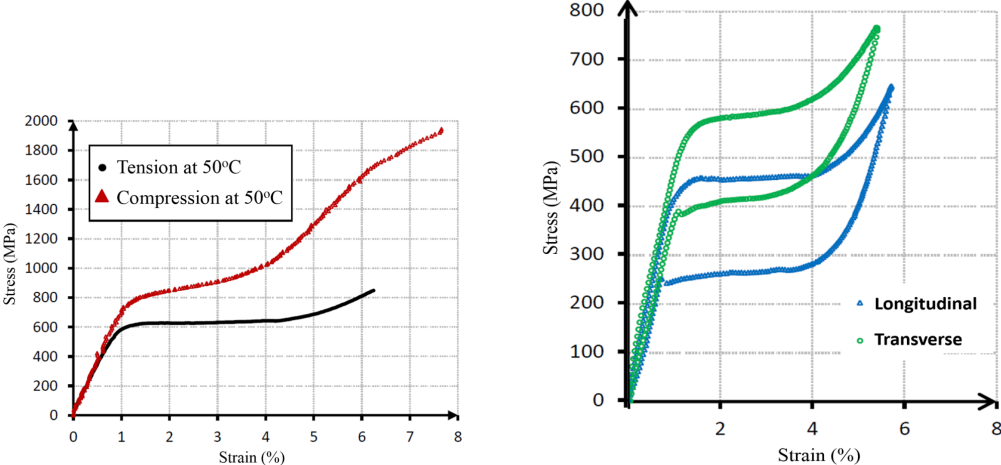 2000
1800
1600
1400
1200
1000
800
600
400
200
0
Stress (MPa)
Tension at 50°C
Compression at 50°C
0 1 2 3 4 5 6 7 8
Strain (%)
800
700
600
500
400
300
200
100
0
Stress (MPa)
Longitudinal
Transverse
2 4 6 8
Strain (%)